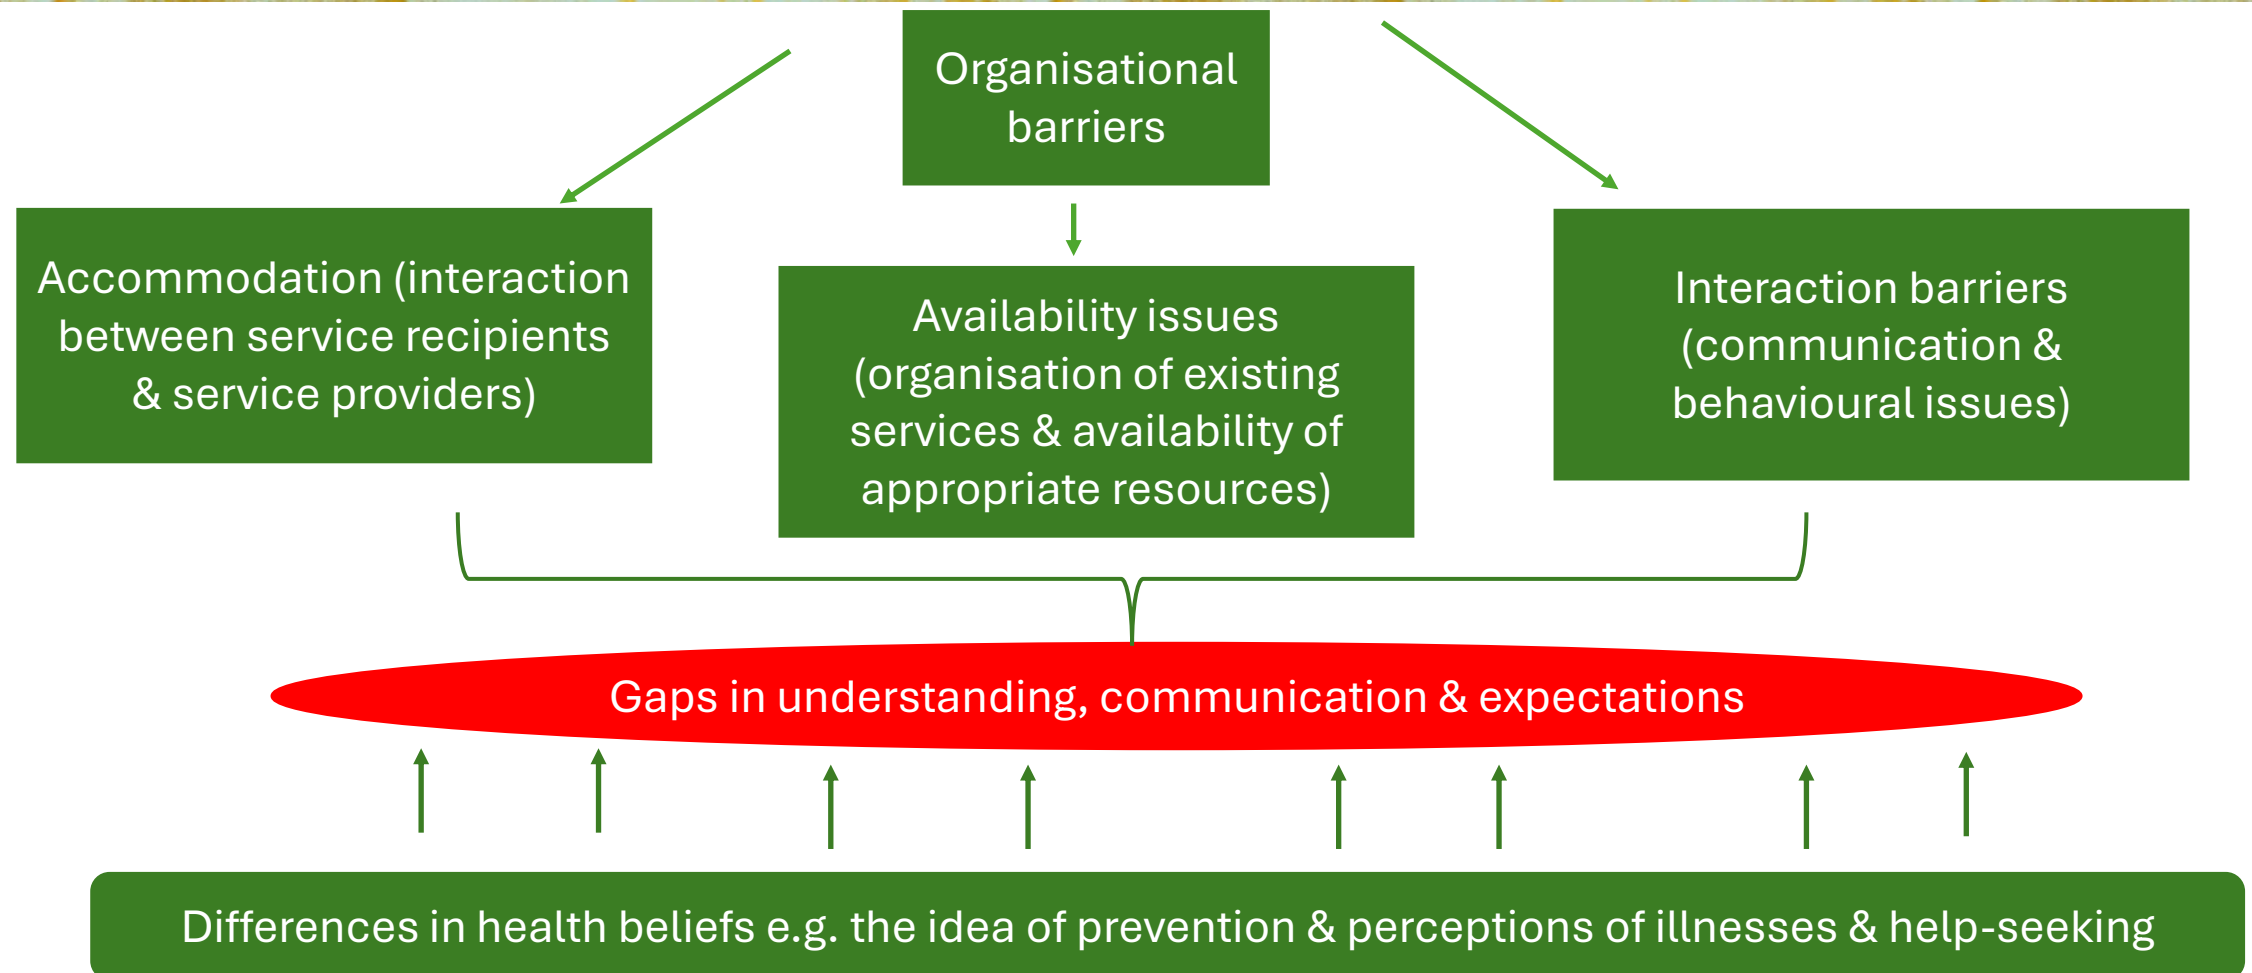 Organisational
barriers
Accommodation (interaction
between service recipients
& service providers)
Availability issues
(organisation of existing
services & availability of
appropriate resources)
Interaction barriers
(communication &
behavioural issues)
Gaps in understanding, communication & expectations
Differences in health beliefs e.g. the idea of prevention & perceptions of illnesses & help-seeking